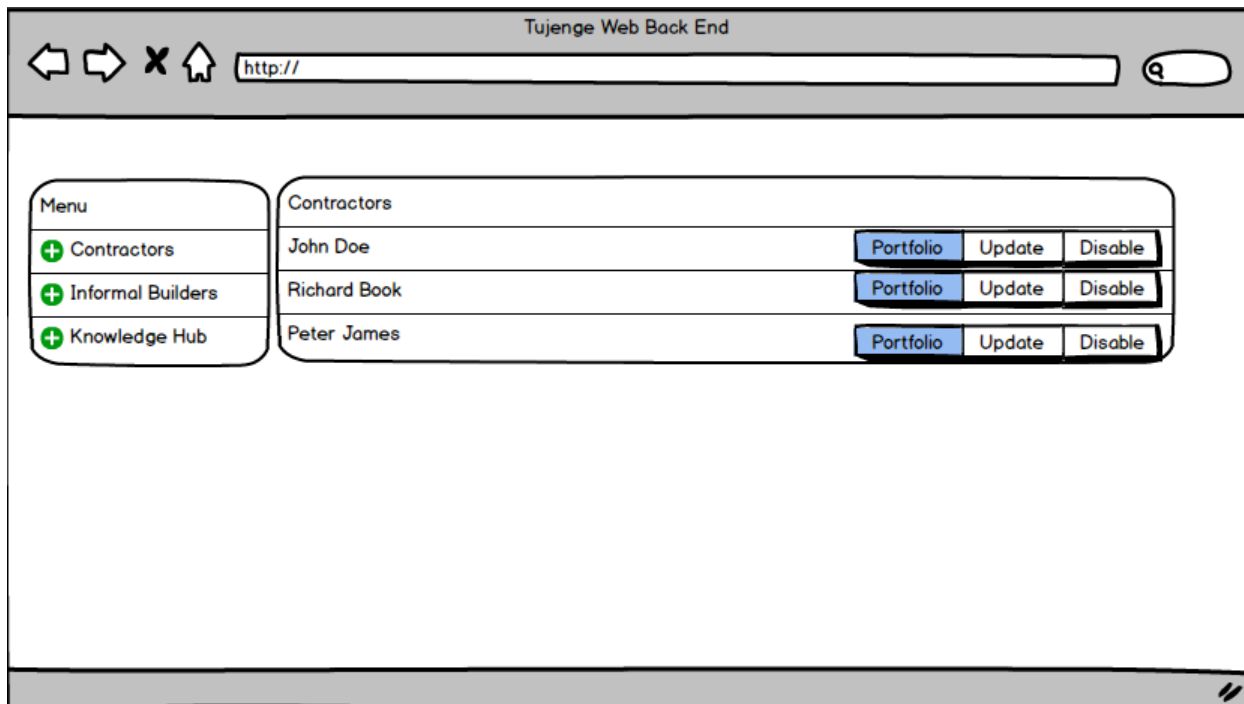 Tujenge Web Back End
http://
Menu
Contractors
Informal Builders
Knowledge Hub
Contractors
John Doe
Portfolio Update Disable
Richard Book
Portfolio Update Disable
Peter James
Portfolio Update Disable